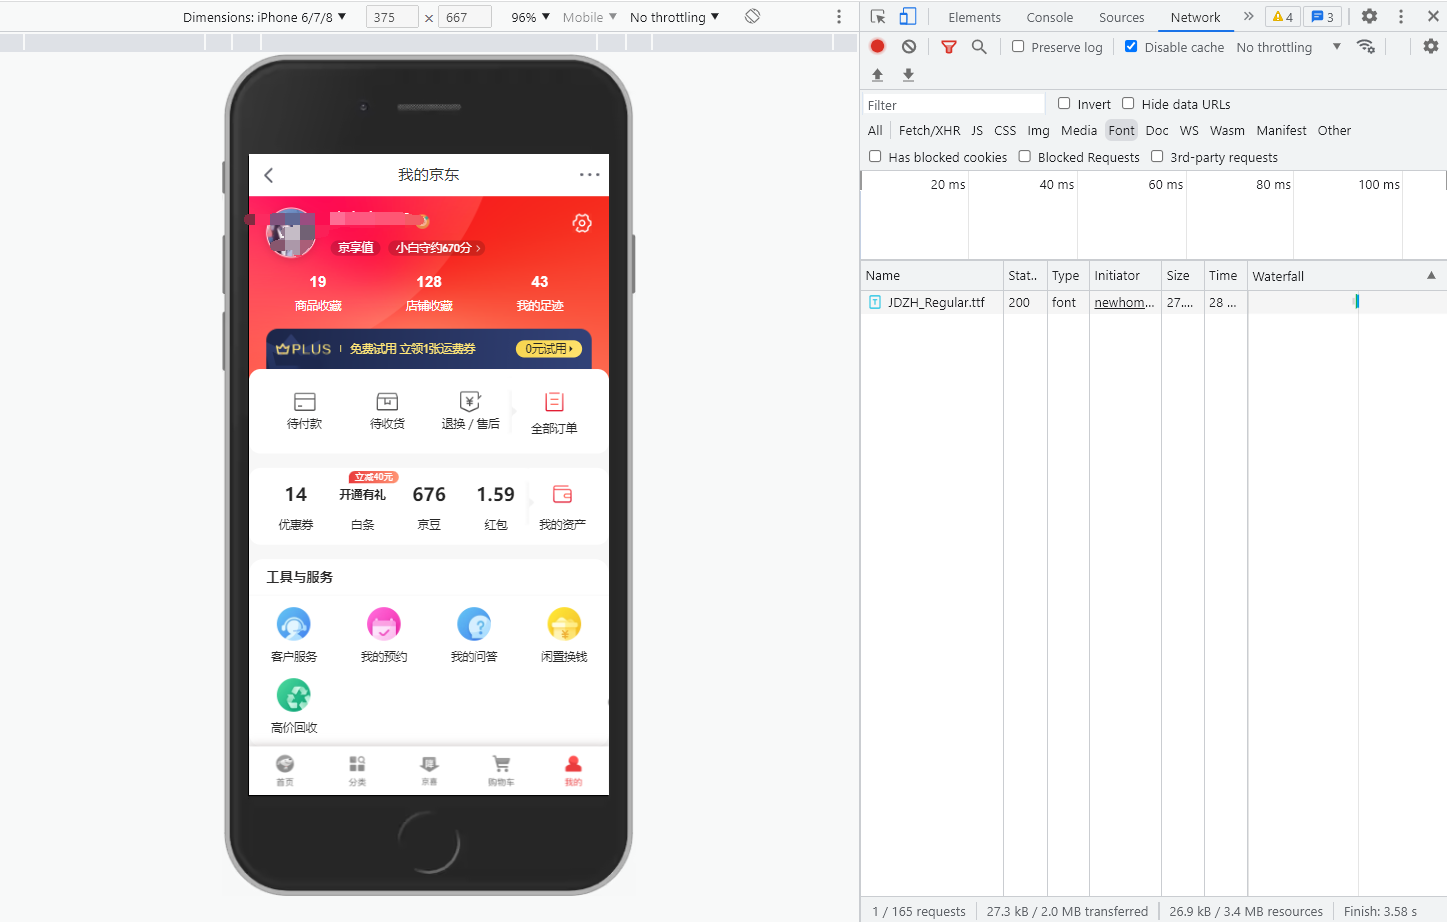 Dimensions: iPhone 6/7/8 ▼ 375 × 667 96% ▼ Mobile ▼ No throttling ▼
Elements Console Sources Network » 4 3
Preserve log Disable cache No throttling ▼
Filter Invert Hide data URLs
All Fetch/XHR JS CSS Img Media Font Doc WS Wasm Manifest Other
Has blocked cookies Blocked Requests 3rd-party requests
20 ms 40 ms 60 ms 80 ms 100 ms
Name Stat.. Type Initiator Size Time Waterfall
JDZH_Regular.ttf 200 font newhom... 27.... 28 ...
1 / 165 requests 27.3 kB / 2.0 MB transferred 26.9 kB / 3.4 MB resources Finish: 3.58 s
我的京东
京享值 小白守约670分
19 128 43
商品收藏 店铺收藏 我的足迹
PLUS 免费试用 立领1张运费券 0元试用
待付款 待收货 退换 / 售后 全部订单
立减40元
14 开通有礼 676 1.59
优惠券 白条 京豆 红包 我的资产
工具与服务
客户服务 我的预约 我的问答 闲置换钱
高价回收
首页 分类 京喜 购物车 我的